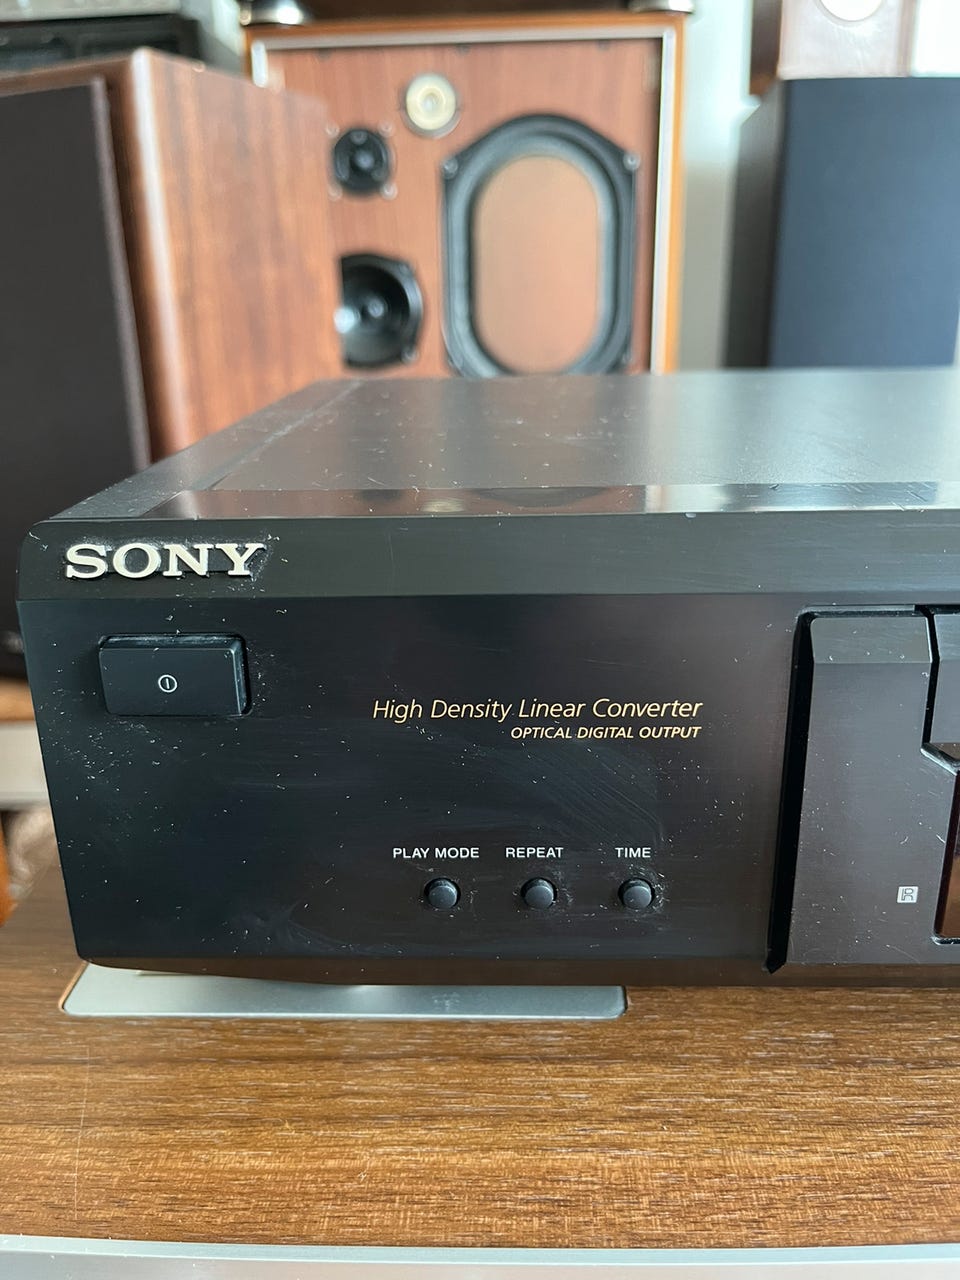 SONY
High Density Linear Converter
OPTICAL DIGITAL OUTPUT
PLAY MODE
REPEAT
TIME
R